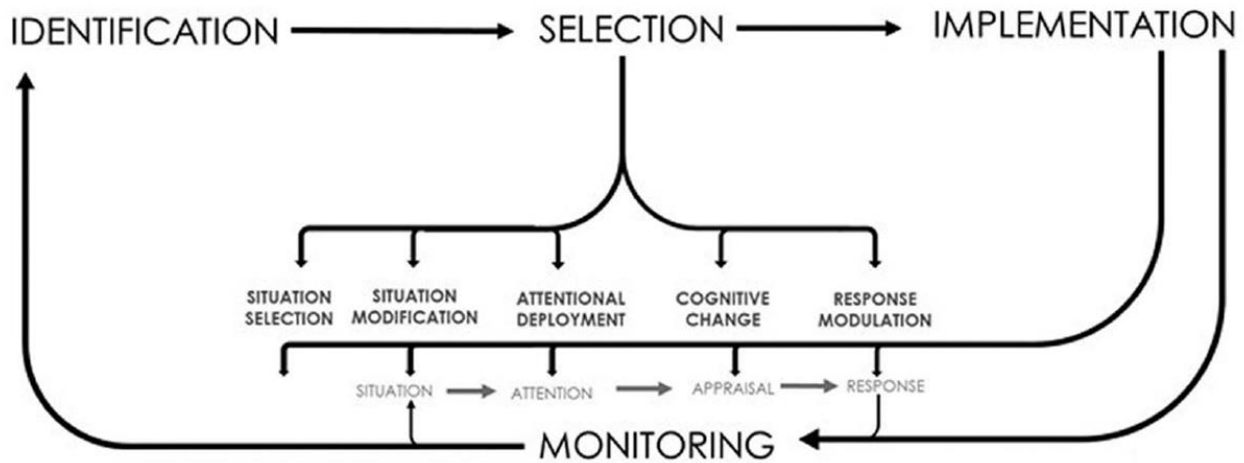 IDENTIFICATION SELECTION IMPLEMENTATION
SITUATION SELECTION
SITUATION MODIFICATION
ATTENTIONAL DEPLOYMENT
COGNITIVE CHANGE
RESPONSE MODULATION
SITUATION ATTENTION APPRAISAL RESPONSE
MONITORING